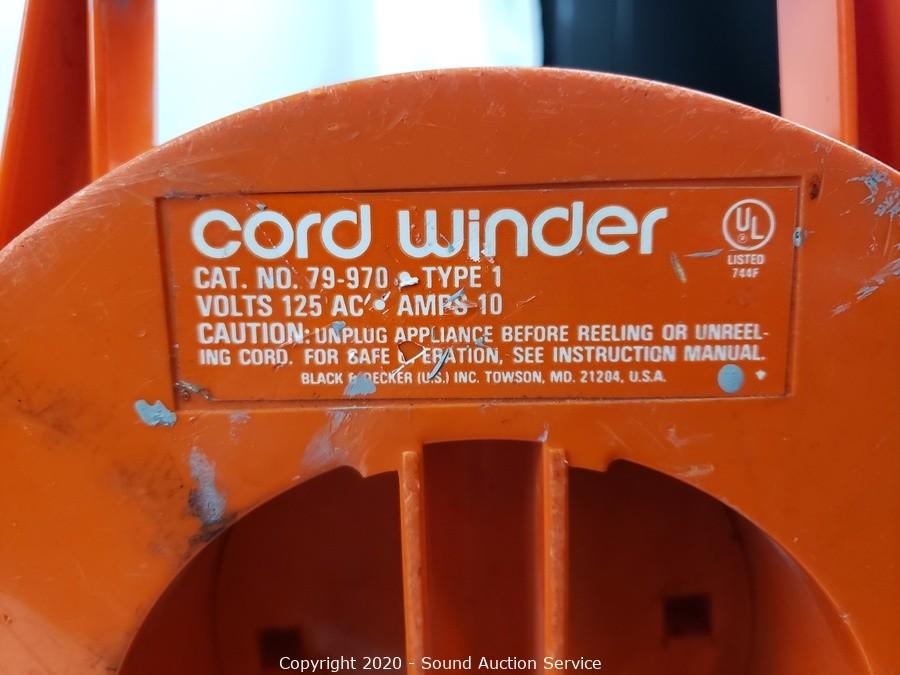 cord winder
UL
LISTED
744F
CAT. NO. 79-970 • TYPE 1
VOLTS 125 AC • AMPS 10
CAUTION: UNPLUG APPLIANCE BEFORE REELING OR UNREEL-
ING CORD. FOR SAFE OPERATION, SEE INSTRUCTION MANUAL.
BLACK & DECKER (U.S.) INC. TOWSON, MD. 21204, U.S.A.
Copyright 2020 - Sound Auction Service